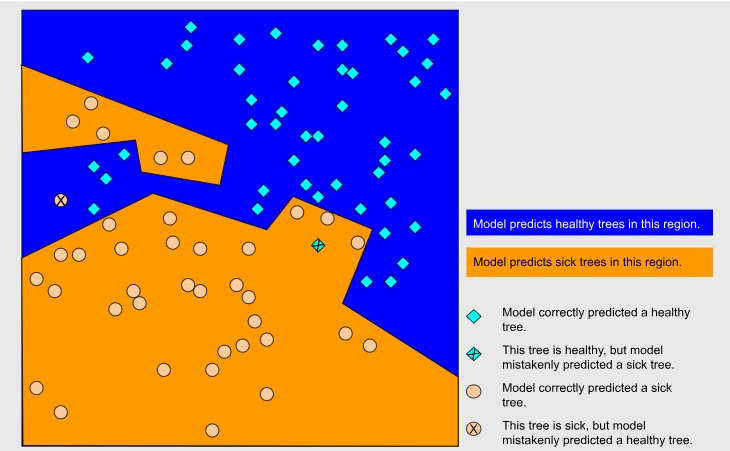 Model predicts healthy trees in this region.
Model predicts sick trees in this region.
Model correctly predicted a healthy
tree.
This tree is healthy, but model
mistakenly predicted a sick tree.
Model correctly predicted a sick
tree.
This tree is sick, but model
mistakenly predicted a healthy tree.